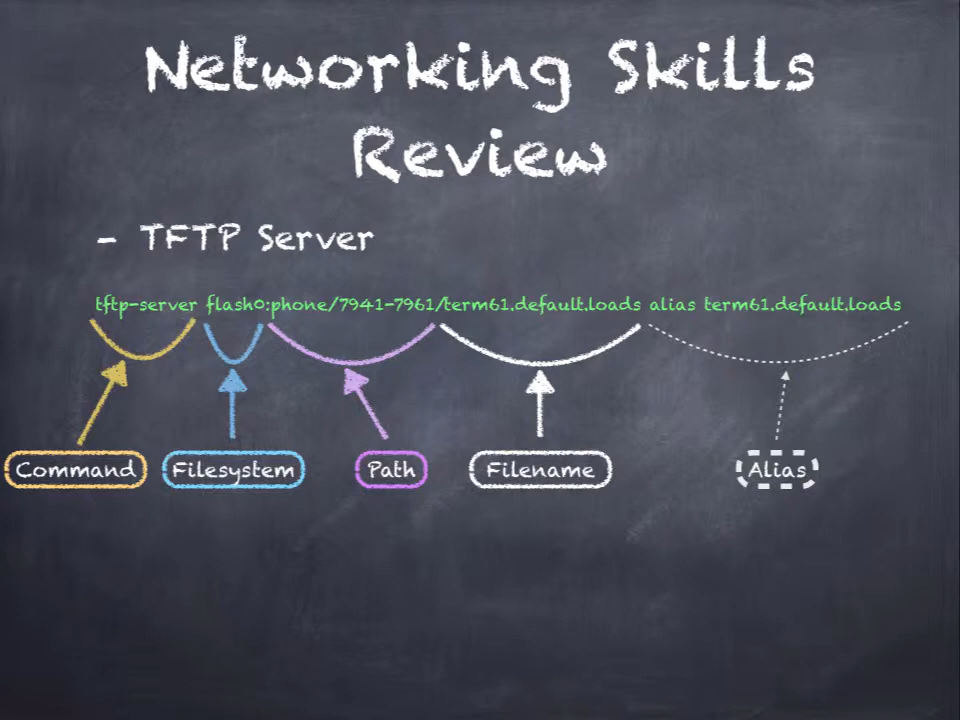 Networking Skills
Review
- TFTP Server
tftp-server flash0:phone/7941-7961/term61.default.loads alias term61.default.loads
Command Filesystem Path Filename Alias